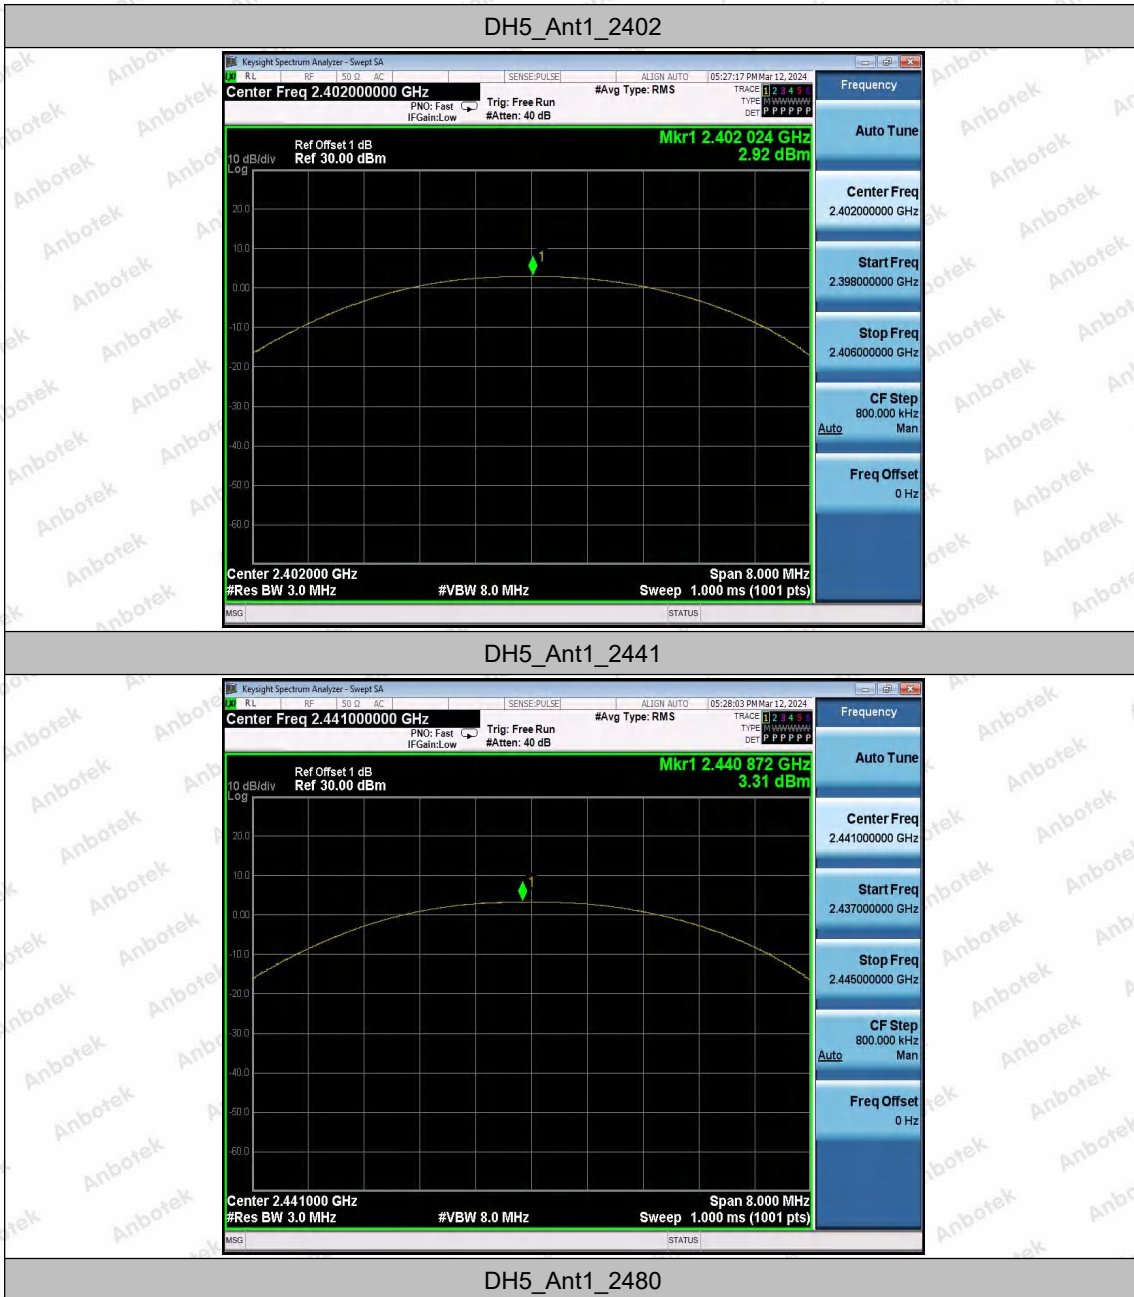 DH5_Ant1_2402
Keysight Spectrum Analyzer - Swept SA
LXI RL RF 50 Ω AC SENSE:PULSE ALIGN AUTO 05:27:17 PM Mar 12, 2024
Center Freq 2.402000000 GHz #Avg Type: RMS TRACE 1 2 3 4 5 6
PNO: Fast Trig: Free Run TYPE M WWWWW
IFGain:Low #Atten: 40 dB DET P P P P P P
Frequency
Auto Tune
Mkr1 2.402 024 GHz
2.92 dBm
Ref Offset 1 dB
10 dB/div Ref 30.00 dBm
Log
20.0
10.0
0.00
-10.0
-20.0
-30.0
-40.0
-50.0
-60.0
1
Center Freq
2.402000000 GHz
Start Freq
2.398000000 GHz
Stop Freq
2.406000000 GHz
CF Step
800.000 kHz
Auto Man
Freq Offset
0 Hz
Center 2.402000 GHz Span 8.000 MHz
#Res BW 3.0 MHz #VBW 8.0 MHz Sweep 1.000 ms (1001 pts)
MSG STATUS
DH5_Ant1_2441
Keysight Spectrum Analyzer - Swept SA
LXI RL RF 50 Ω AC SENSE:PULSE ALIGN AUTO 05:28:03 PM Mar 12, 2024
Center Freq 2.441000000 GHz #Avg Type: RMS TRACE 1 2 3 4 5 6
PNO: Fast Trig: Free Run TYPE M WWWWW
IFGain:Low #Atten: 40 dB DET P P P P P P
Frequency
Auto Tune
Mkr1 2.440 872 GHz
3.31 dBm
Ref Offset 1 dB
10 dB/div Ref 30.00 dBm
Log
20.0
10.0
0.00
-10.0
-20.0
-30.0
-40.0
-50.0
-60.0
1
Center Freq
2.441000000 GHz
Start Freq
2.437000000 GHz
Stop Freq
2.445000000 GHz
CF Step
800.000 kHz
Auto Man
Freq Offset
0 Hz
Center 2.441000 GHz Span 8.000 MHz
#Res BW 3.0 MHz #VBW 8.0 MHz Sweep 1.000 ms (1001 pts)
MSG STATUS
DH5_Ant1_2480
Anbotek